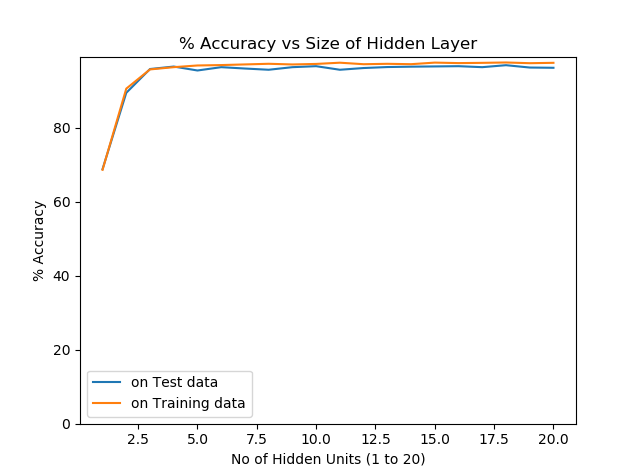 % Accuracy vs Size of Hidden Layer
% Accuracy
80
60
40
20
0
on Test data
on Training data
2.5 5.0 7.5 10.0 12.5 15.0 17.5 20.0
No of Hidden Units (1 to 20)